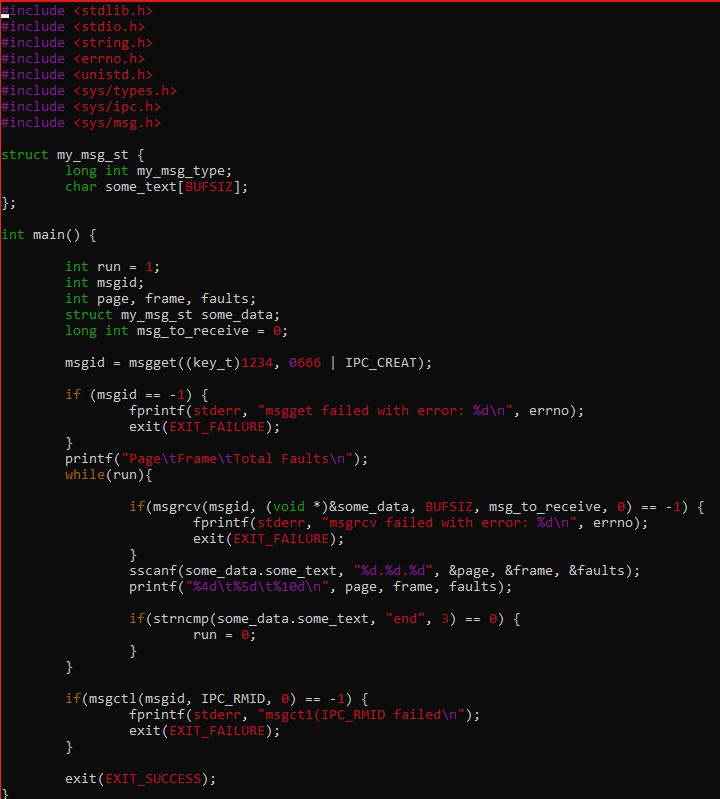 #include <stdlib.h>
#include <stdio.h>
#include <string.h>
#include <errno.h>
#include <unistd.h>
#include <sys/types.h>
#include <sys/ipc.h>
#include <sys/msg.h>

struct my_msg_st {
        long int my_msg_type;
        char some_text[BUFSIZ];
};

int main() {

        int run = 1;
        int msgid;
        int page, frame, faults;
        struct my_msg_st some_data;
        long int msg_to_receive = 0;

        msgid = msgget((key_t)1234, 0666 | IPC_CREAT);

        if (msgid == -1) {
                fprintf(stderr, "msgget failed with error: %d\n", errno);
                exit(EXIT_FAILURE);
        }
        printf("Page\tFrame\tTotal Faults\n");
        while(run){

                if(msgrcv(msgid, (void *)&some_data, BUFSIZ, msg_to_receive, 0) == -1) {
                        fprintf(stderr, "msgrcv failed with error: %d\n", errno);
                        exit(EXIT_FAILURE);
                }
                sscanf(some_data.some_text, "%d.%d.%d", &page, &frame, &faults);
                printf("%4d\t%5d\t%10d\n", page, frame, faults);

                if(strncmp(some_data.some_text, "end", 3) == 0) {
                        run = 0;
                }
        }

        if(msgctl(msgid, IPC_RMID, 0) == -1) {
                fprintf(stderr, "msgct1(IPC_RMID failed\n");
                exit(EXIT_FAILURE);
        }

        exit(EXIT_SUCCESS);
}